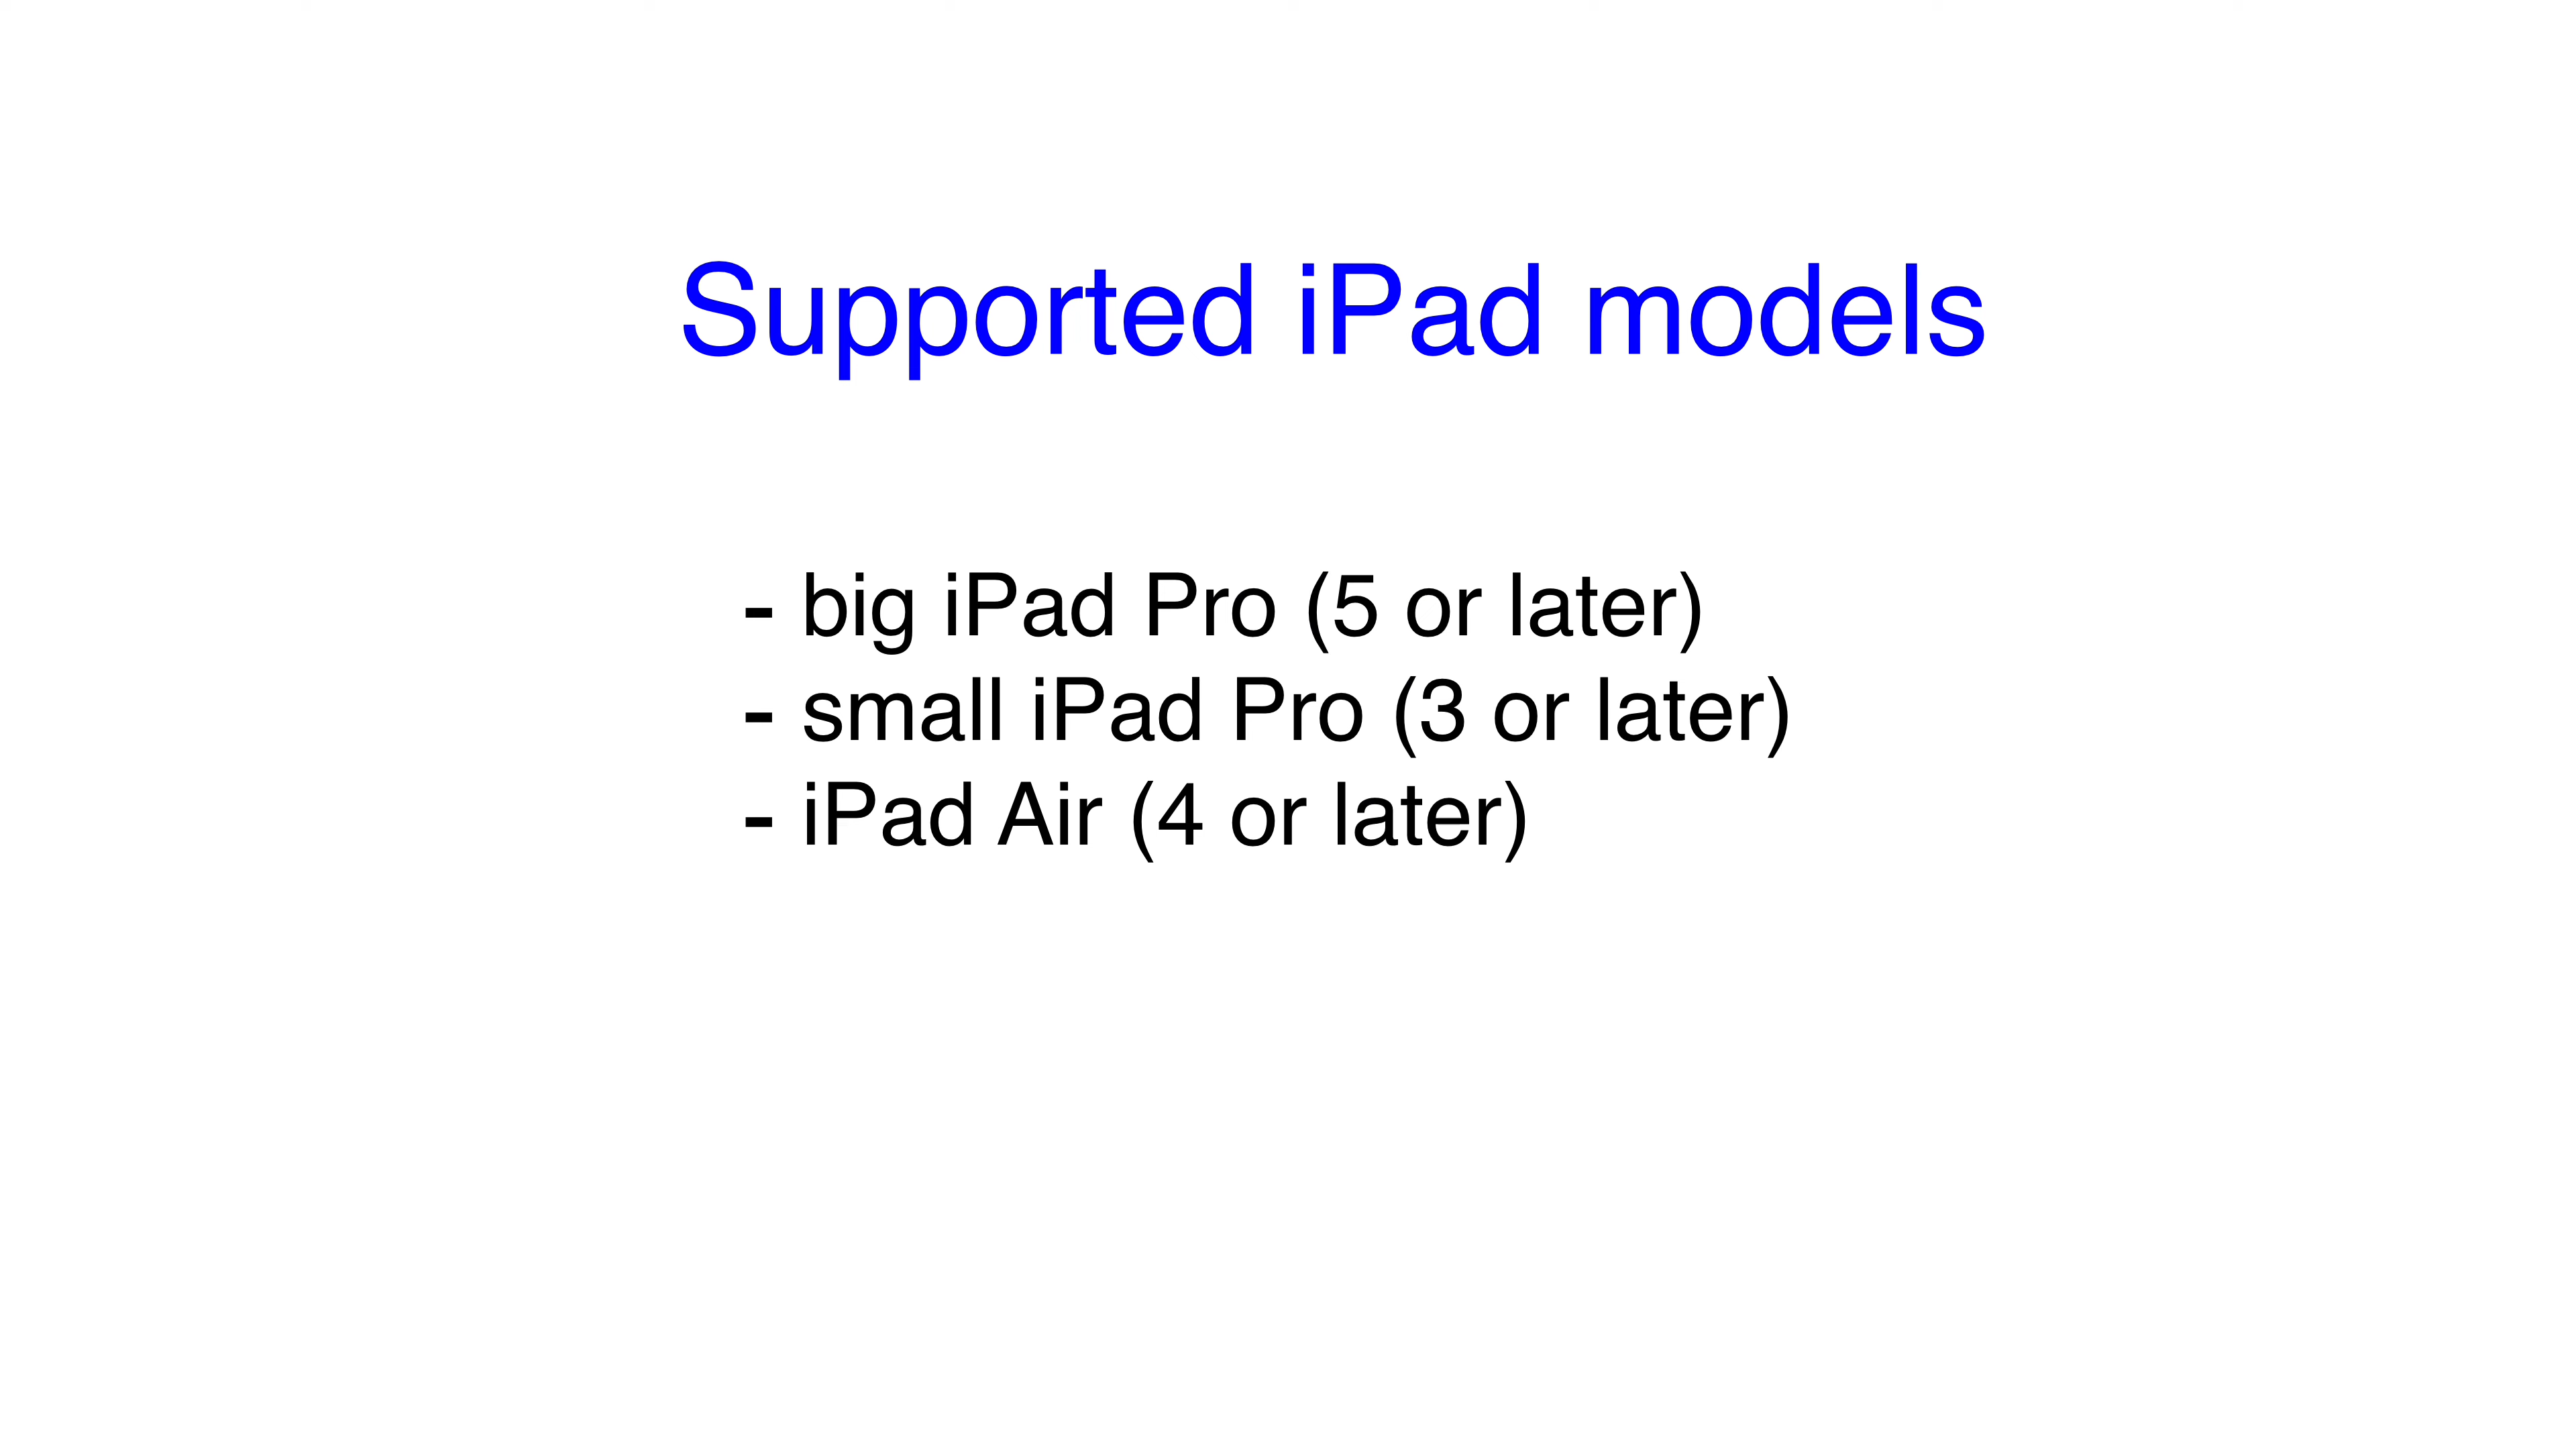 Supported iPad models
- big iPad Pro (5 or later)
- small iPad Pro (3 or later)
- iPad Air (4 or later)